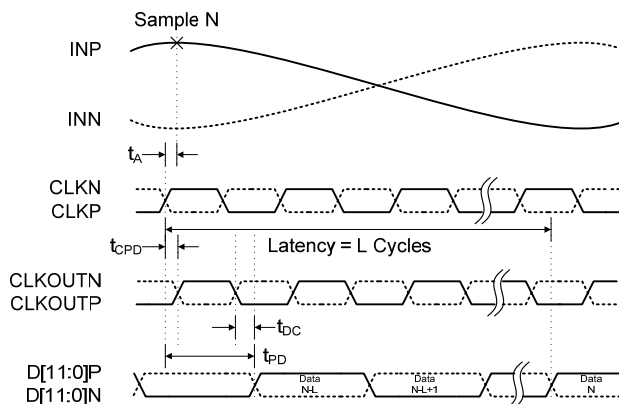 Sample N
INP
INN
tA
CLKN
CLKP
Latency = L Cycles
tCPD
CLKOUTN
CLKOUTP
tDC
tPD
D[11:0]P
D[11:0]N
Data
N-L
Data
N-L+1
Data
N